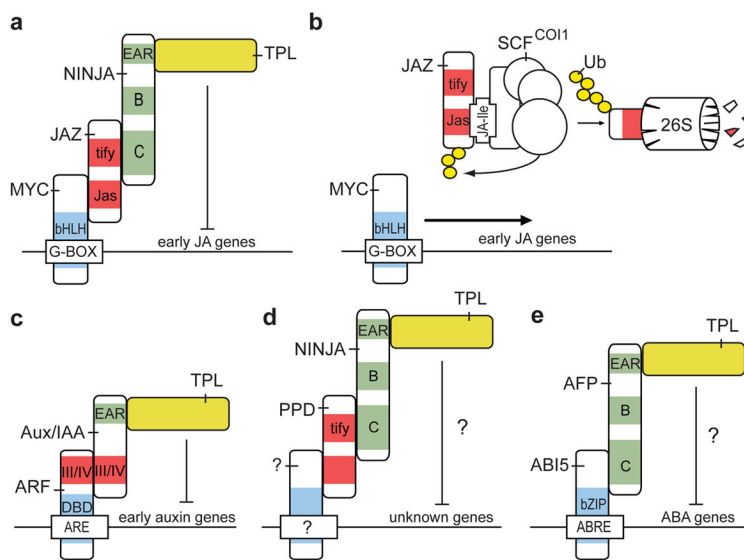 a
EAR
TPL
NINJA
B
JAZ
tify
C
MYC
Jas
bHLH
early JA genes
G-BOX
b
SCF COI1
JAZ
tify
Ub
Jas
JA-Ile
26S
MYC
bHLH
early JA genes
G-BOX
c
TPL
EAR
Aux/IAA
III/IV
III/IV
ARF
DBD
early auxin genes
ARE
d
TPL
EAR
NINJA
B
PPD
tify
C
?
?
unknown genes
?
e
TPL
EAR
AFP
B
?
C
ABI5
bZIP
ABA genes
ABRE